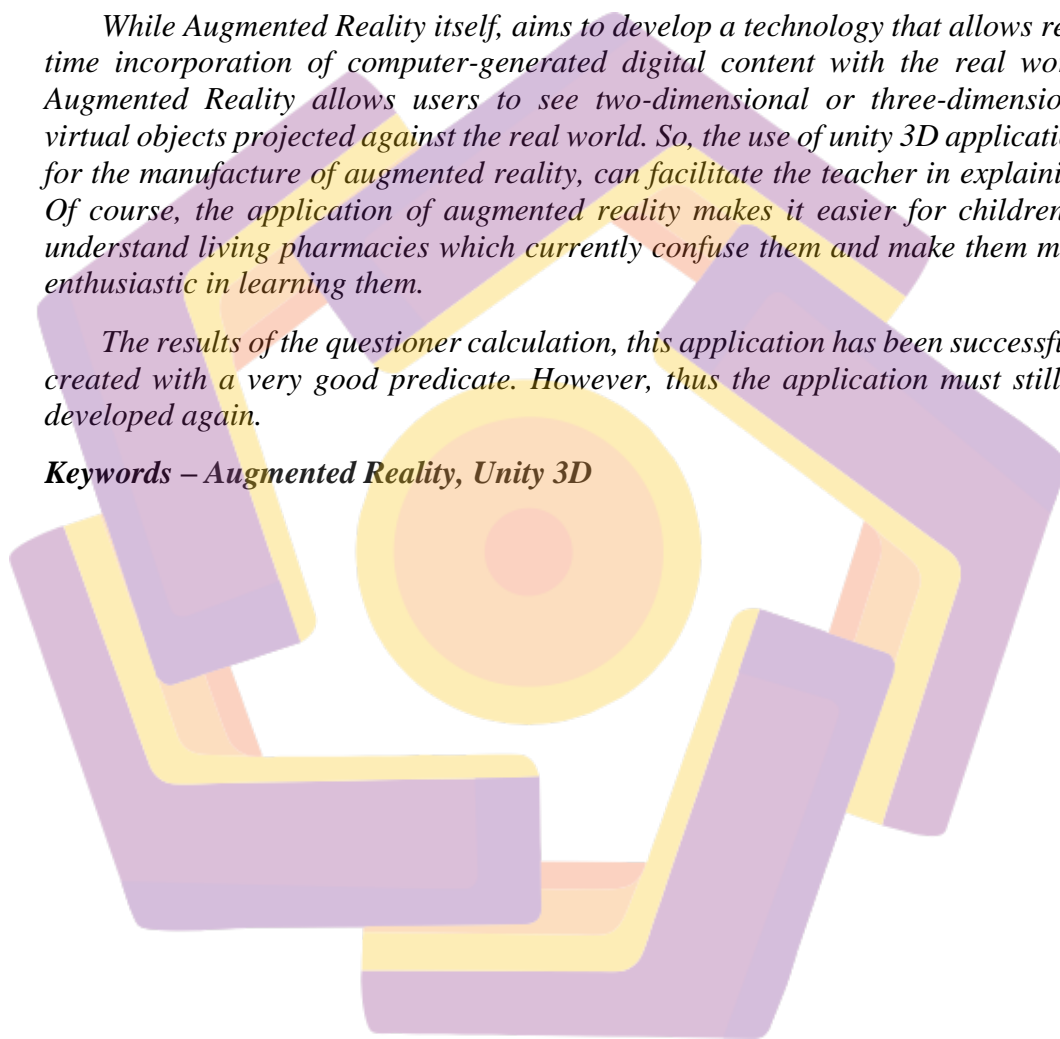 While Augmented Reality itself, aims to develop a technology that allows re
time incorporation of computer-generated digital content with the real wor
Augmented Reality allows users to see two-dimensional or three-dimensio
virtual objects projected against the real world. So, the use of unity 3D applicati
for the manufacture of augmented reality, can facilitate the teacher in explaini
Of course, the application of augmented reality makes it easier for children
understand living pharmacies which currently confuse them and make them m
enthusiastic in learning them.
The results of the questioner calculation, this application has been successf
created with a very good predicate. However, thus the application must still
developed again.
Keywords – Augmented Reality, Unity 3D